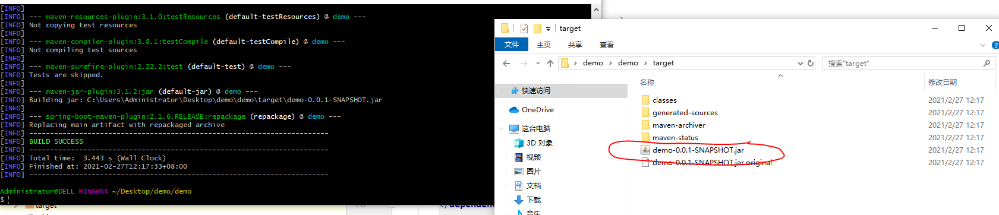 [INFO]
[INFO] --- maven-resources-plugin:3.1.0:testResources (default-testResources) @ demo ---
[INFO] Not copying test resources
[INFO]
[INFO] --- maven-compiler-plugin:3.8.1:testCompile (default-testCompile) @ demo ---
[INFO] Not compiling test sources
[INFO]
[INFO] --- maven-surefire-plugin:2.22.2:test (default-test) @ demo ---
[INFO] Tests are skipped.
[INFO]
[INFO] --- maven-jar-plugin:3.1.2:jar (default-jar) @ demo ---
[INFO] Building jar: C:\Users\Administrator\Desktop\demo\demo\target\demo-0.0.1-SNAPSHOT.jar
[INFO]
[INFO] --- spring-boot-maven-plugin:2.1.6.RELEASE:repackage (repackage) @ demo ---
[INFO] Replacing main artifact with repackaged archive
[INFO] ------------------------------------------------------------------------
[INFO] BUILD SUCCESS
[INFO] ------------------------------------------------------------------------
[INFO] Total time:  3.443 s (Wall Clock)
[INFO] Finished at: 2021-02-27T12:17:33+08:00
[INFO] ------------------------------------------------------------------------
Administrator@DELL MINGW64 ~/Desktop/demo/demo
$
target
target
文件 主页 共享 查看
demo › demo › target
搜索"target"
快速访问
OneDrive
这台电脑
3D 对象
视频
图片
文档
下载
音乐
名称 修改日期
classes 2021/2/27 12:17
generated-sources 2021/2/27 12:17
maven-archiver 2021/2/27 12:17
maven-status 2021/2/27 12:17
demo-0.0.1-SNAPSHOT.jar 2021/2/27 12:17
demo-0.0.1-SNAPSHOT.jar.original 2021/2/27 12:17